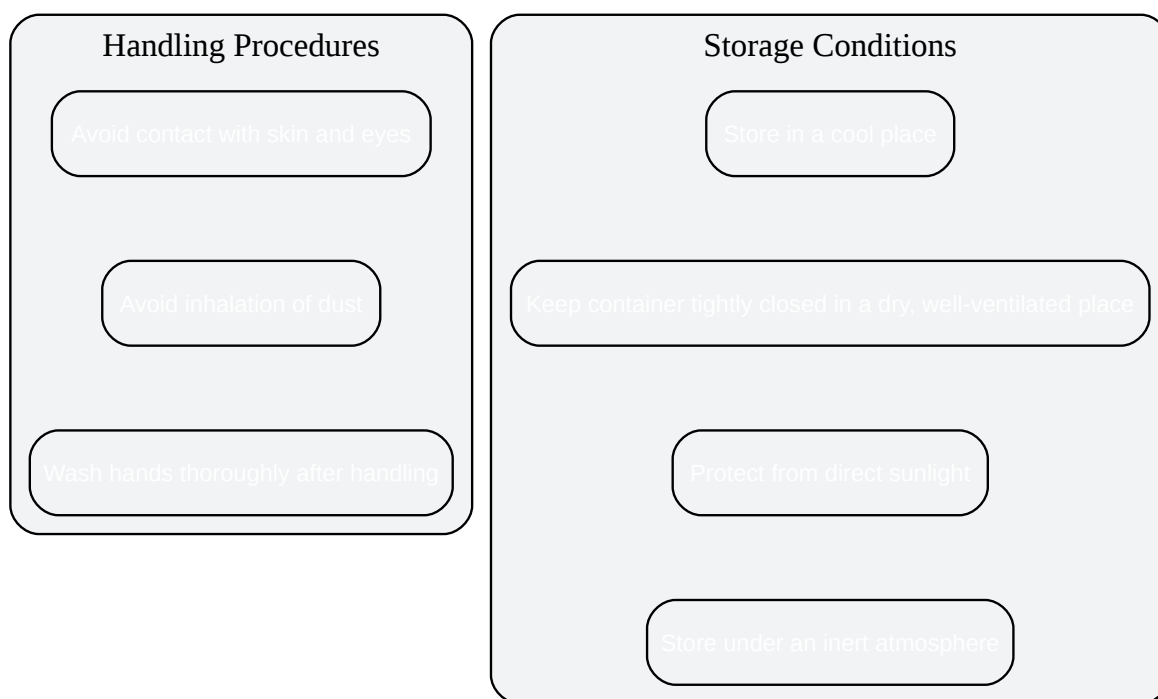 Handling Procedures
Avoid contact with skin and eyes
Avoid inhalation of dust
Wash hands thoroughly after handling
Storage Conditions
Store in a cool place
Keep container tightly closed in a dry, well-ventilated place
Protect from direct sunlight
Store under an inert atmosphere